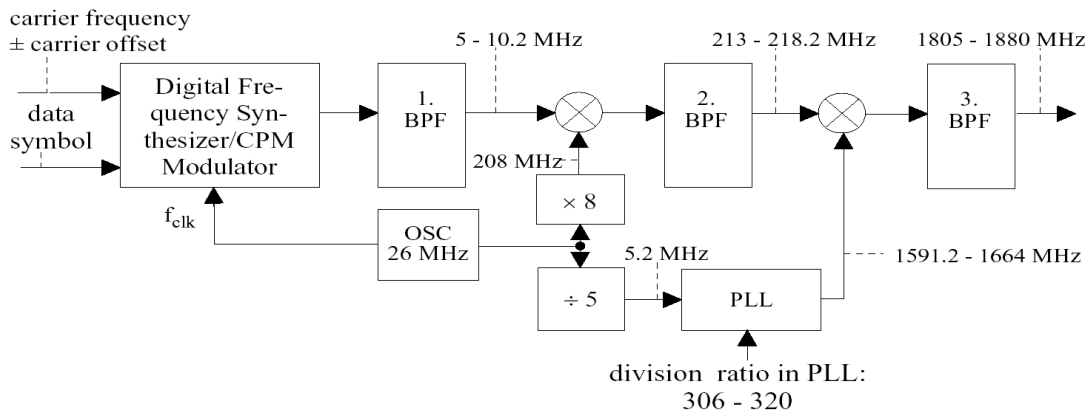 carrier frequency
± carrier offset
data
symbol
Digital Fre-
quency Syn-
thesizer/CPM
Modulator
1.
BPF
5 - 10.2 MHz
2.
BPF
213 - 218.2 MHz
3.
BPF
1805 - 1880 MHz
208 MHz
× 8
f_clk
OSC
26 MHz
÷ 5
5.2 MHz
PLL
1591.2 - 1664 MHz
division ratio in PLL:
306 - 320